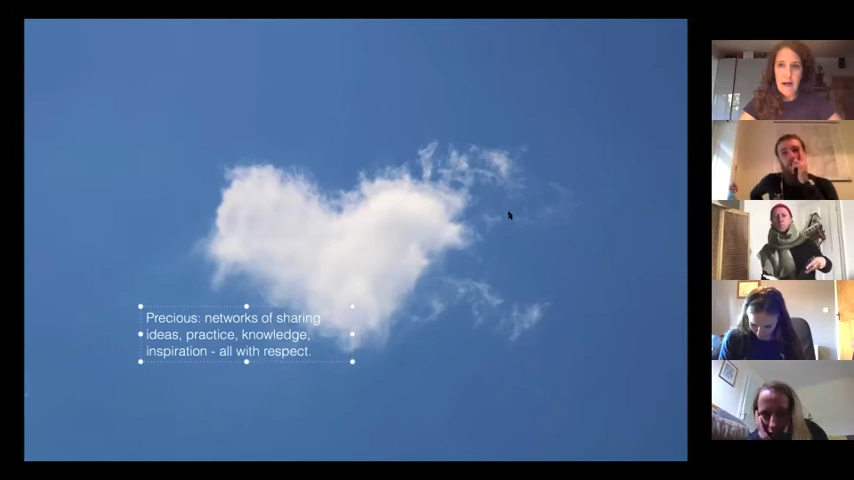 Precious: networks of sharing
ideas, practice, knowledge,
inspiration - all with respect.